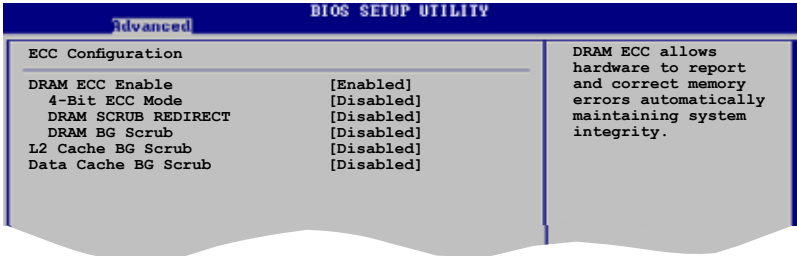 BIOS SETUP UTILITY
Advanced
ECC Configuration
DRAM ECC Enable [Enabled]
4-Bit ECC Mode [Disabled]
DRAM SCRUB REDIRECT [Disabled]
DRAM BG Scrub [Disabled]
L2 Cache BG Scrub [Disabled]
Data Cache BG Scrub [Disabled]
DRAM ECC allows
hardware to report
and correct memory
errors automatically
maintaining system
integrity.